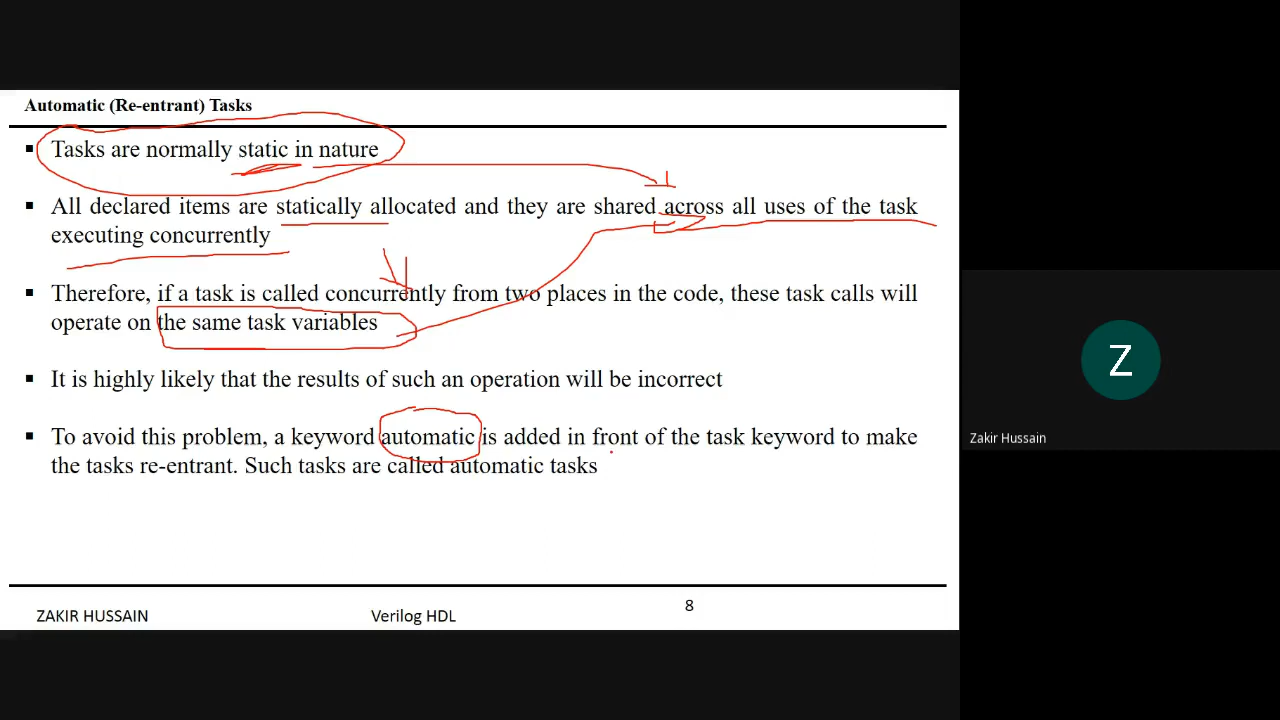 Automatic (Re-entrant) Tasks
▪ Tasks are normally static in nature
▪ All declared items are statically allocated and they are shared across all uses of the task
executing concurrently
▪ Therefore, if a task is called concurrently from two places in the code, these task calls will
operate on the same task variables
▪ It is highly likely that the results of such an operation will be incorrect
▪ To avoid this problem, a keyword automatic is added in front of the task keyword to make
the tasks re-entrant. Such tasks are called automatic tasks
ZAKIR HUSSAIN
Verilog HDL
8
Z
Zakir Hussain